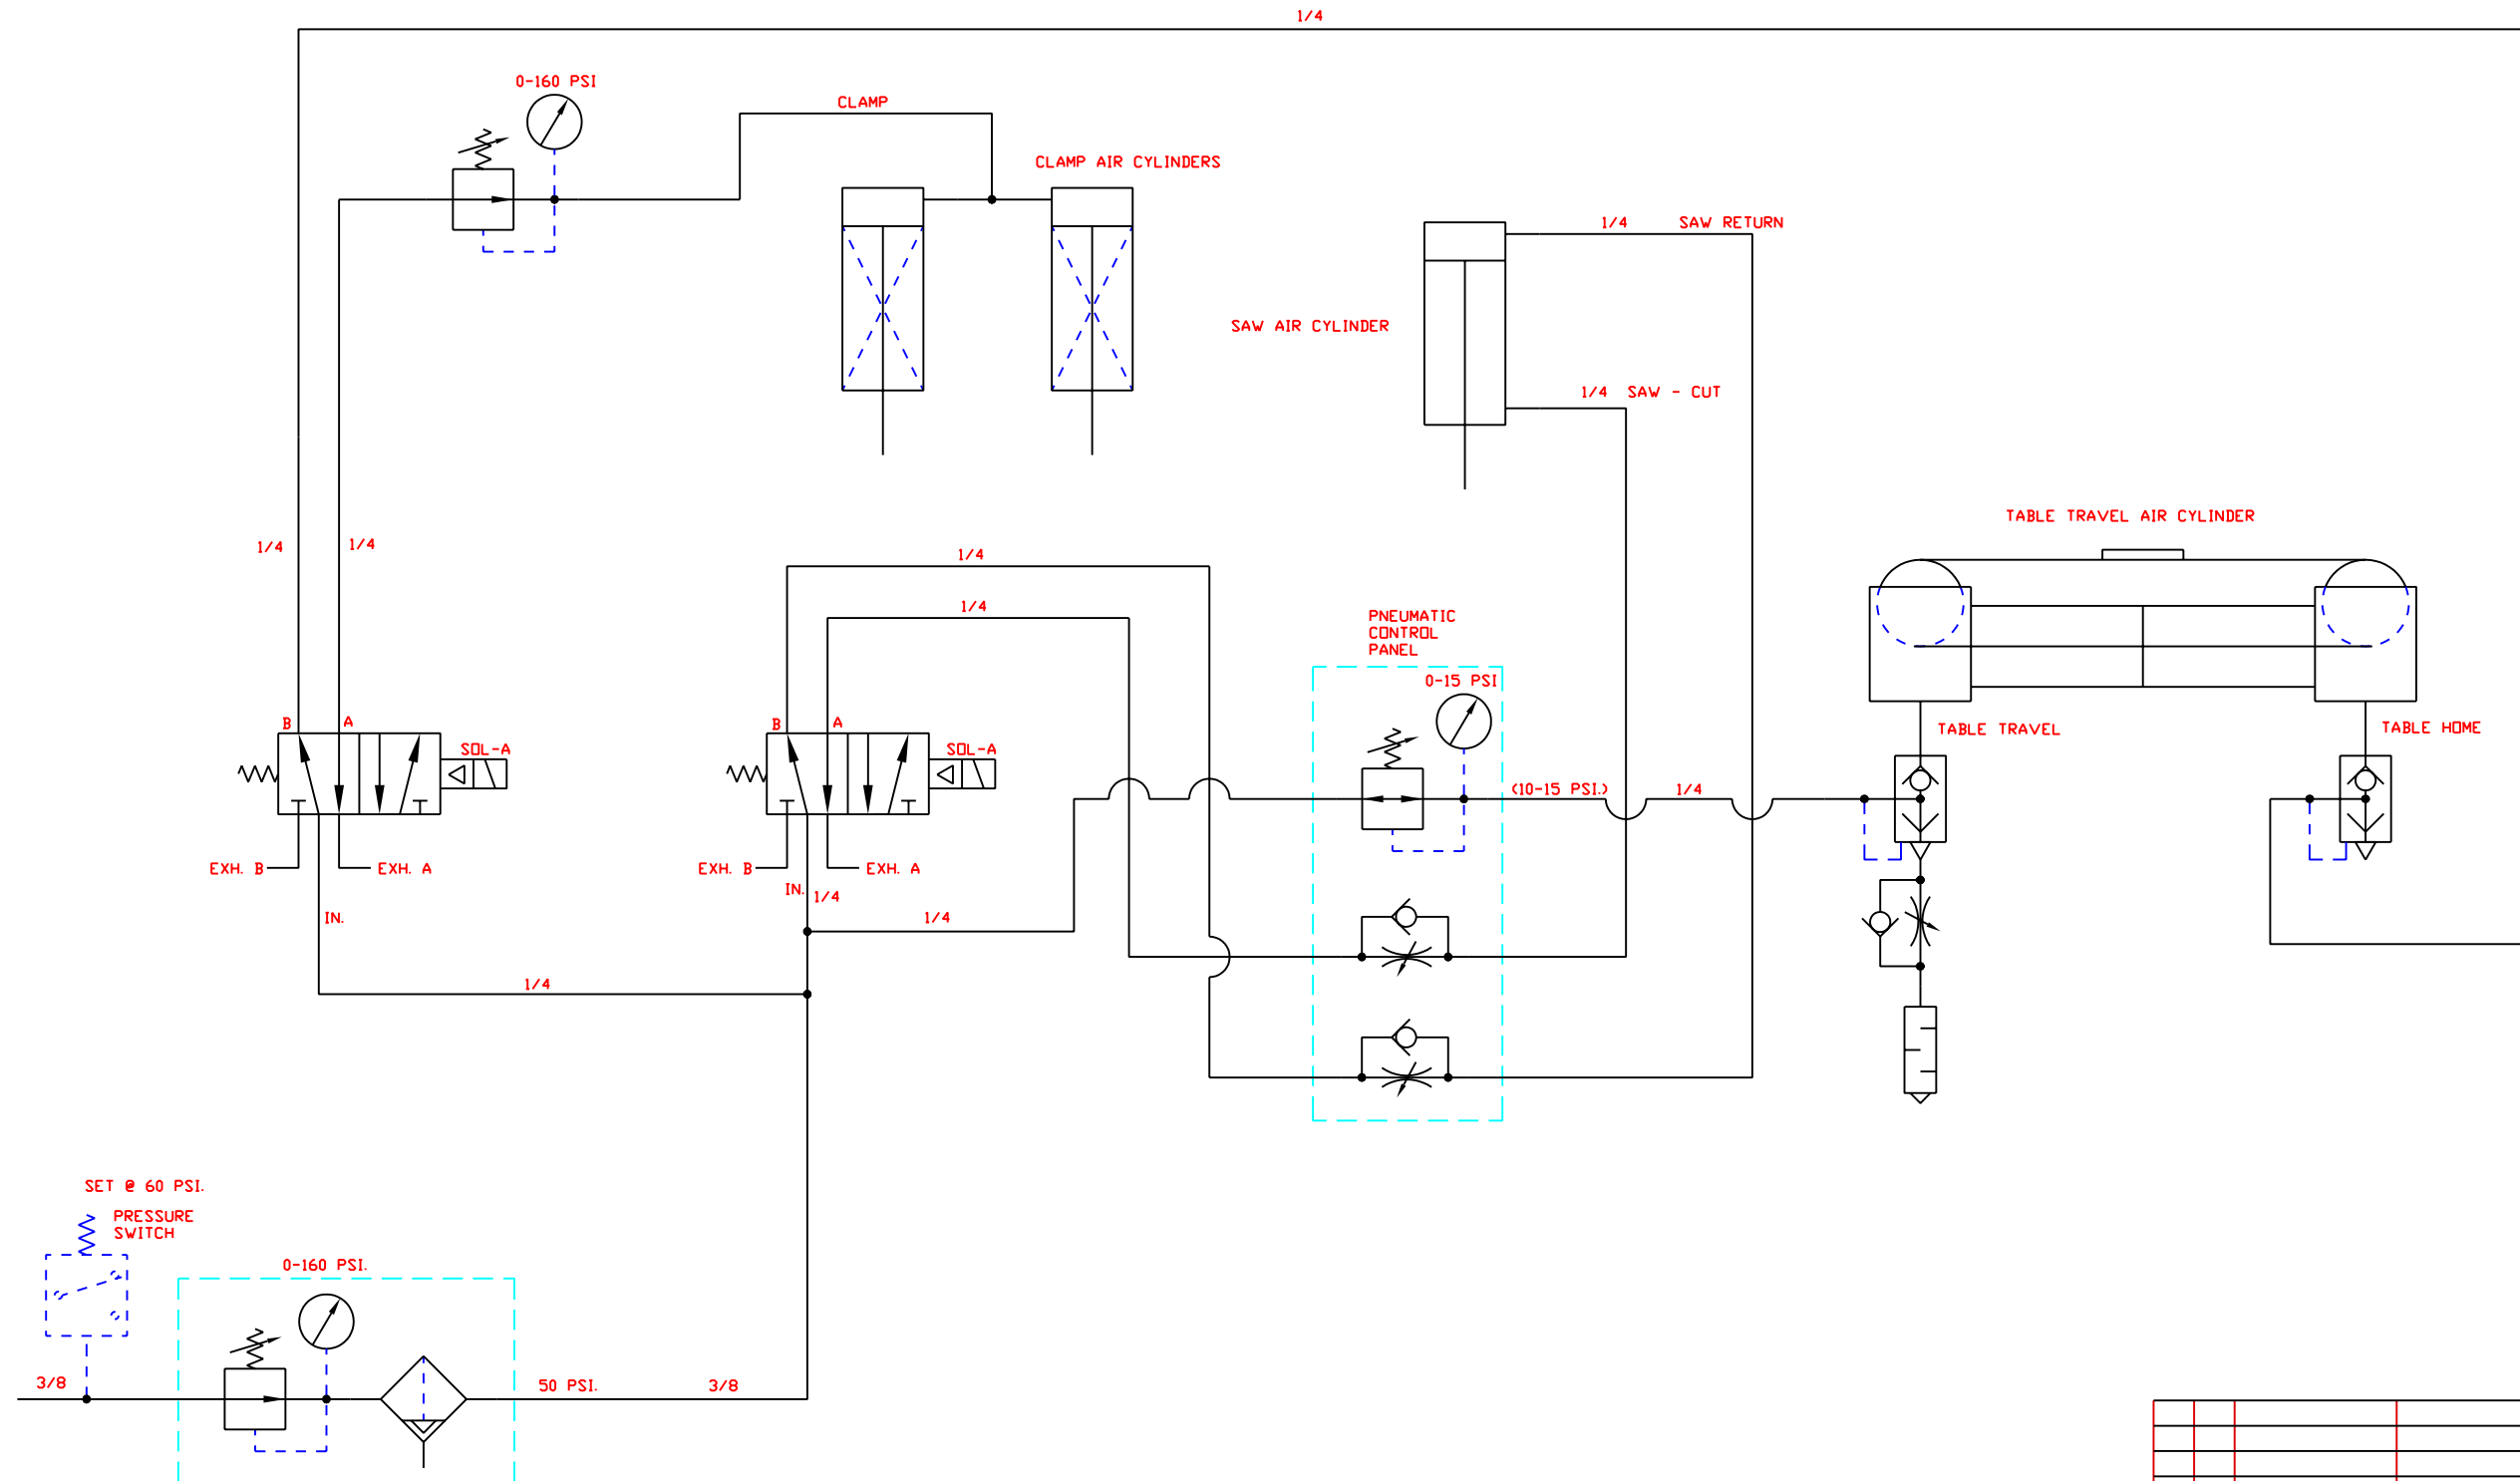 1/4
0-160 PSI
CLAMP
CLAMP AIR CYLINDERS
1/4 SAW RETURN
SAW AIR CYLINDER
1/4 SAW - CUT
TABLE TRAVEL AIR CYLINDER
1/4
1/4
1/4
1/4
PNEUMATIC
CONTROL
PANEL
0-15 PSI
B
A
SOL-A
B
A
SOL-A
TABLE TRAVEL
TABLE HOME
(10-15 PSI.)
1/4
EXH. B
EXH. A
EXH. B
EXH. A
IN.
1/4
IN.
1/4
1/4
SET @ 60 PSI.
PRESSURE
SWITCH
0-160 PSI.
3/8
50 PSI.
3/8